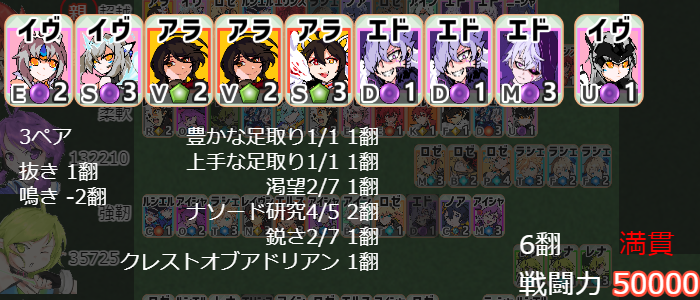 イヴ イヴ アラ アラ アラ エド エド エド イヴ
E 2 S 3 V 2 V 2 S 3 D 1 D 1 M 3 U 1
3ペア
抜き 1翻
鳴き -2翻
豊かな足取り1/1 1翻
上手な足取り1/1 1翻
渇望2/7 1翻
ナソード研究4/5 2翻
鋭さ2/7 1翻
クレストオブアドリアン 1翻
132210
強靭
35725
6翻 満貫
戦闘力 50000